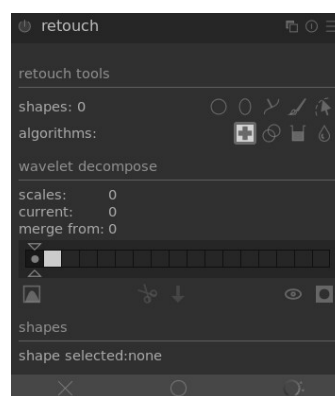 retouch
retouch tools
shapes: 0
algorithms:
wavelet decompose
scales: 0
current: 0
merge from: 0
shapes
shape selected:none